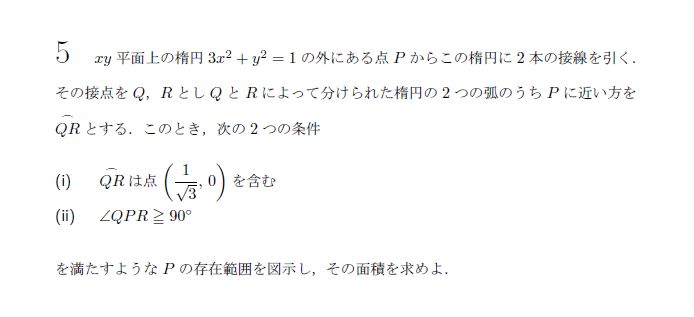 5 xy 平面上の楕円 3x² + y² = 1 の外にある点 P からこの楕円に 2 本の接線を引く．
その接点を Q， R とし Q と R によって分けられた楕円の 2 つの弧のうち P に近い方を
$\overset{\frown}{QR}$ とする．このとき，次の 2 つの条件
(i) $\overset{\frown}{QR}$ は点 $\left(\frac{1}{\sqrt{3}}, 0\right)$ を含む
(ii) ∠QPR ≧ 90°
を満たすような P の存在範囲を図示し，その面積を求めよ．